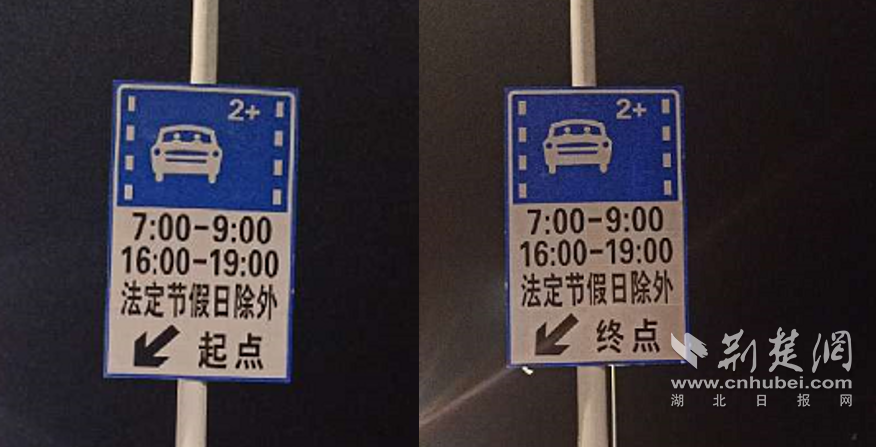 2+
7:00-9:00
16:00-19:00
法定节假日除外
起点
2+
7:00-9:00
16:00-19:00
法定节假日除外
终点
荆楚网
www.cnhubei.com
湖北日报网